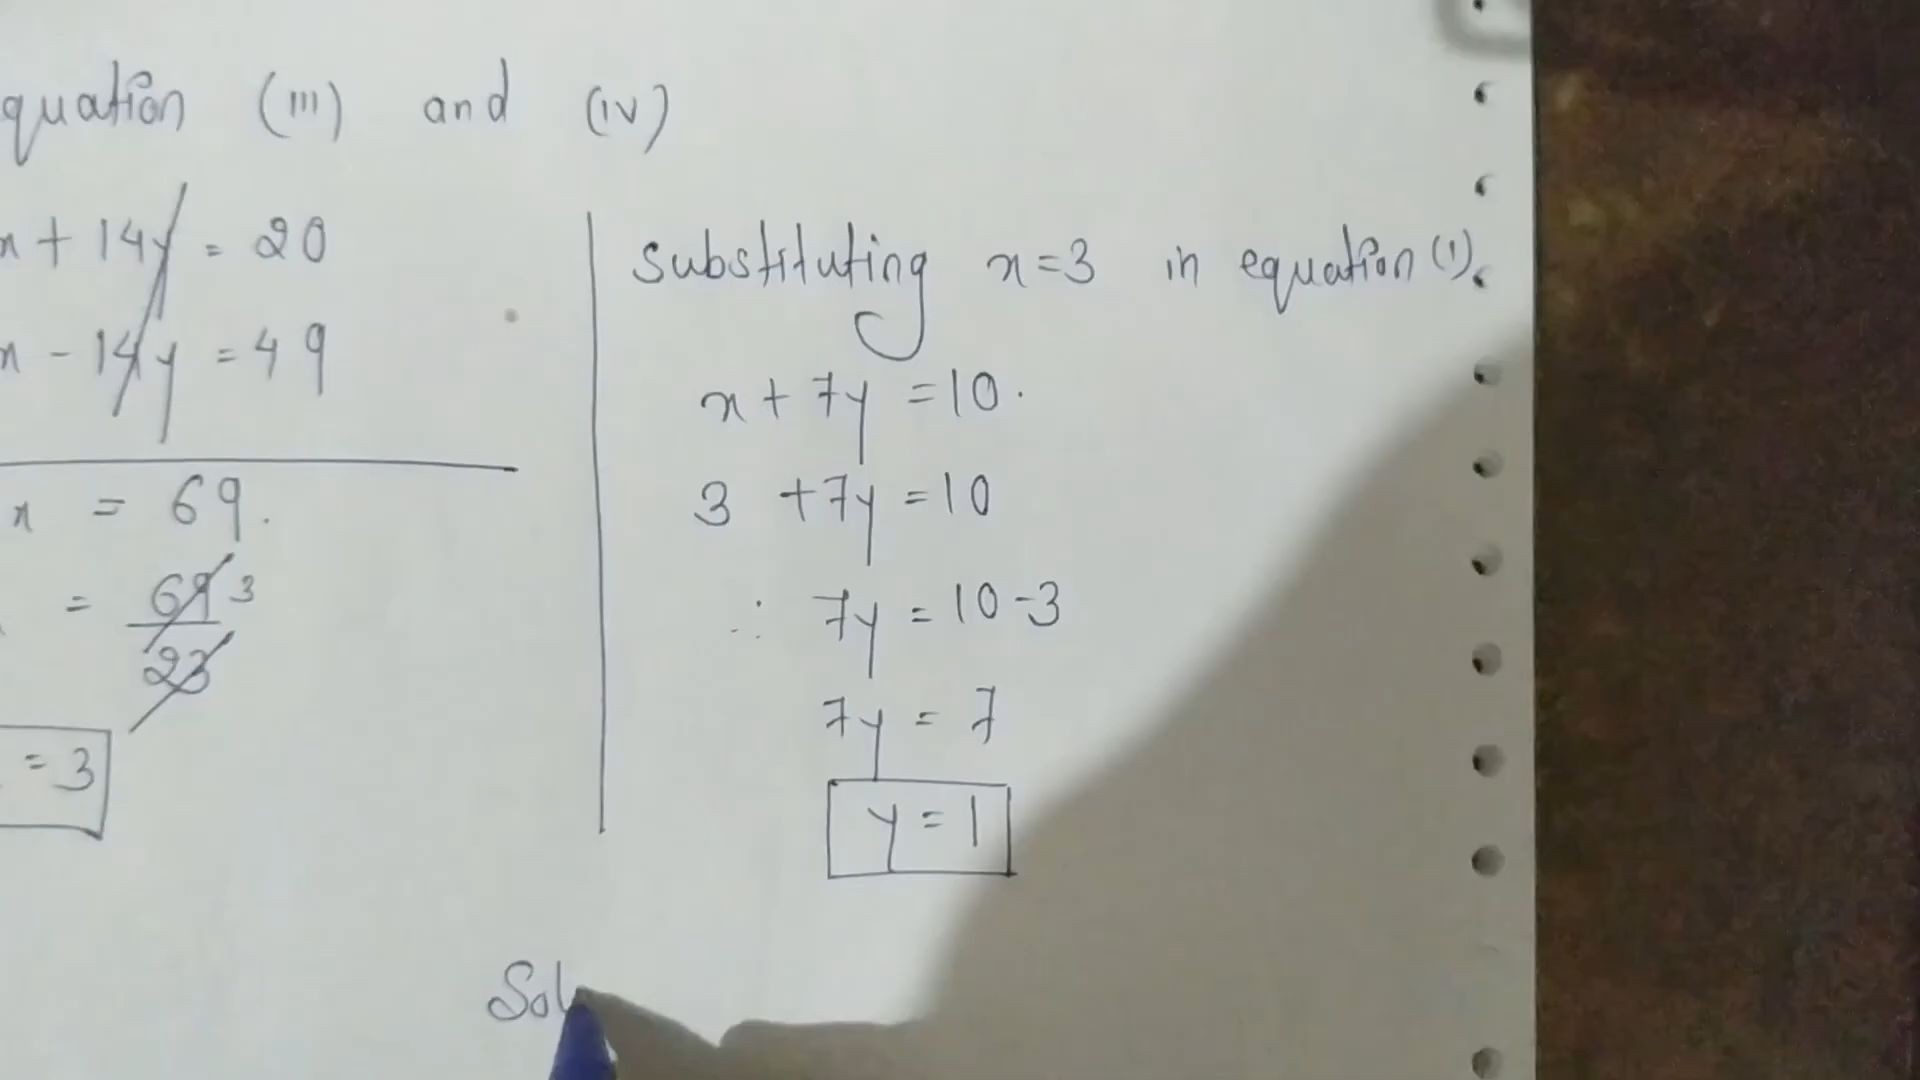 quation (III) and (IV)
x + 14y = 20
x - 14y = 49
x = 69.
= 69 3
23
= 3
substituting x=3 in equation (1).
x + 7y = 10.
3 + 7y = 10
∴ 7y = 10 - 3
7y = 7
y = 1
Sol